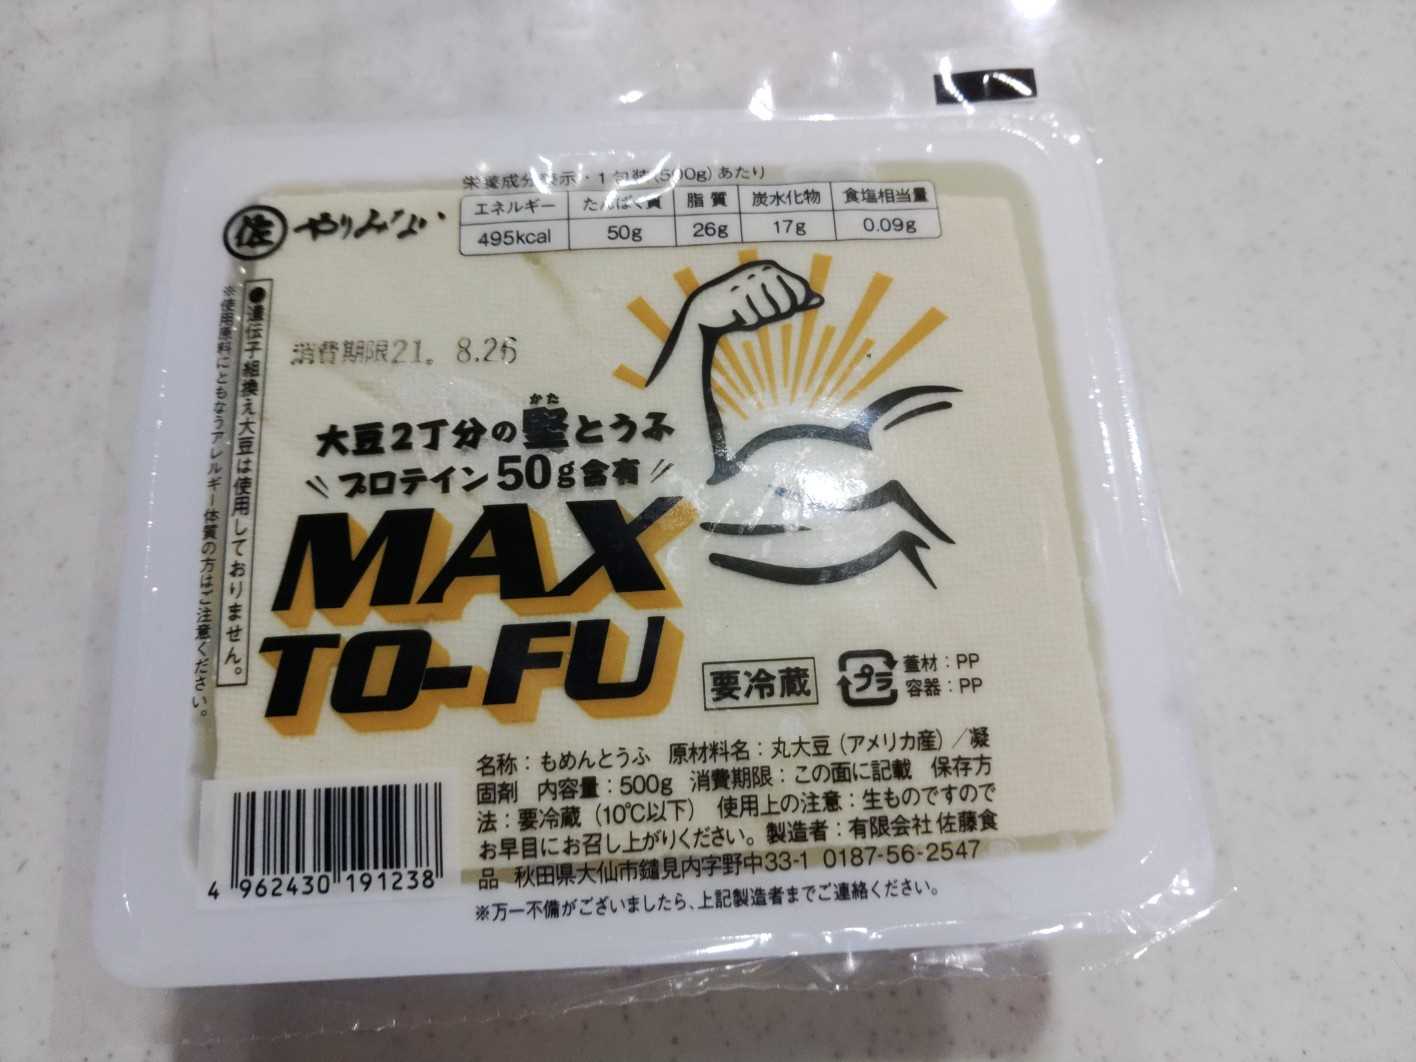 栄養成分表示・1包装(500g)あたり
エネルギー たんぱく質 脂質 炭水化物 食塩相当量
495kcal 50g 26g 17g 0.09g
佐 やりみない
●遺伝子組換え大豆は使用しておりません。
※使用原料にともなうアレルギー体質の方はご注意ください。
消費期限21. 8.26
かた
大豆2丁分の堅とうふ
プロテイン50g含有
MAX
TO-FU
要冷蔵
プラ
蓋材：PP
容器：PP
名称：もめんとうふ 原材料名：丸大豆（アメリカ産）／凝
固剤 内容量：500g 消費期限：この面に記載 保存方
法：要冷蔵（10℃以下） 使用上の注意：生ものですので
お早目にお召し上がりください。製造者：有限会社佐藤食
品 秋田県大仙市鑓見内字野中33-1 0187-56-2547
※万一不備がございましたら、上記製造者までご連絡ください。
4 962430 191238